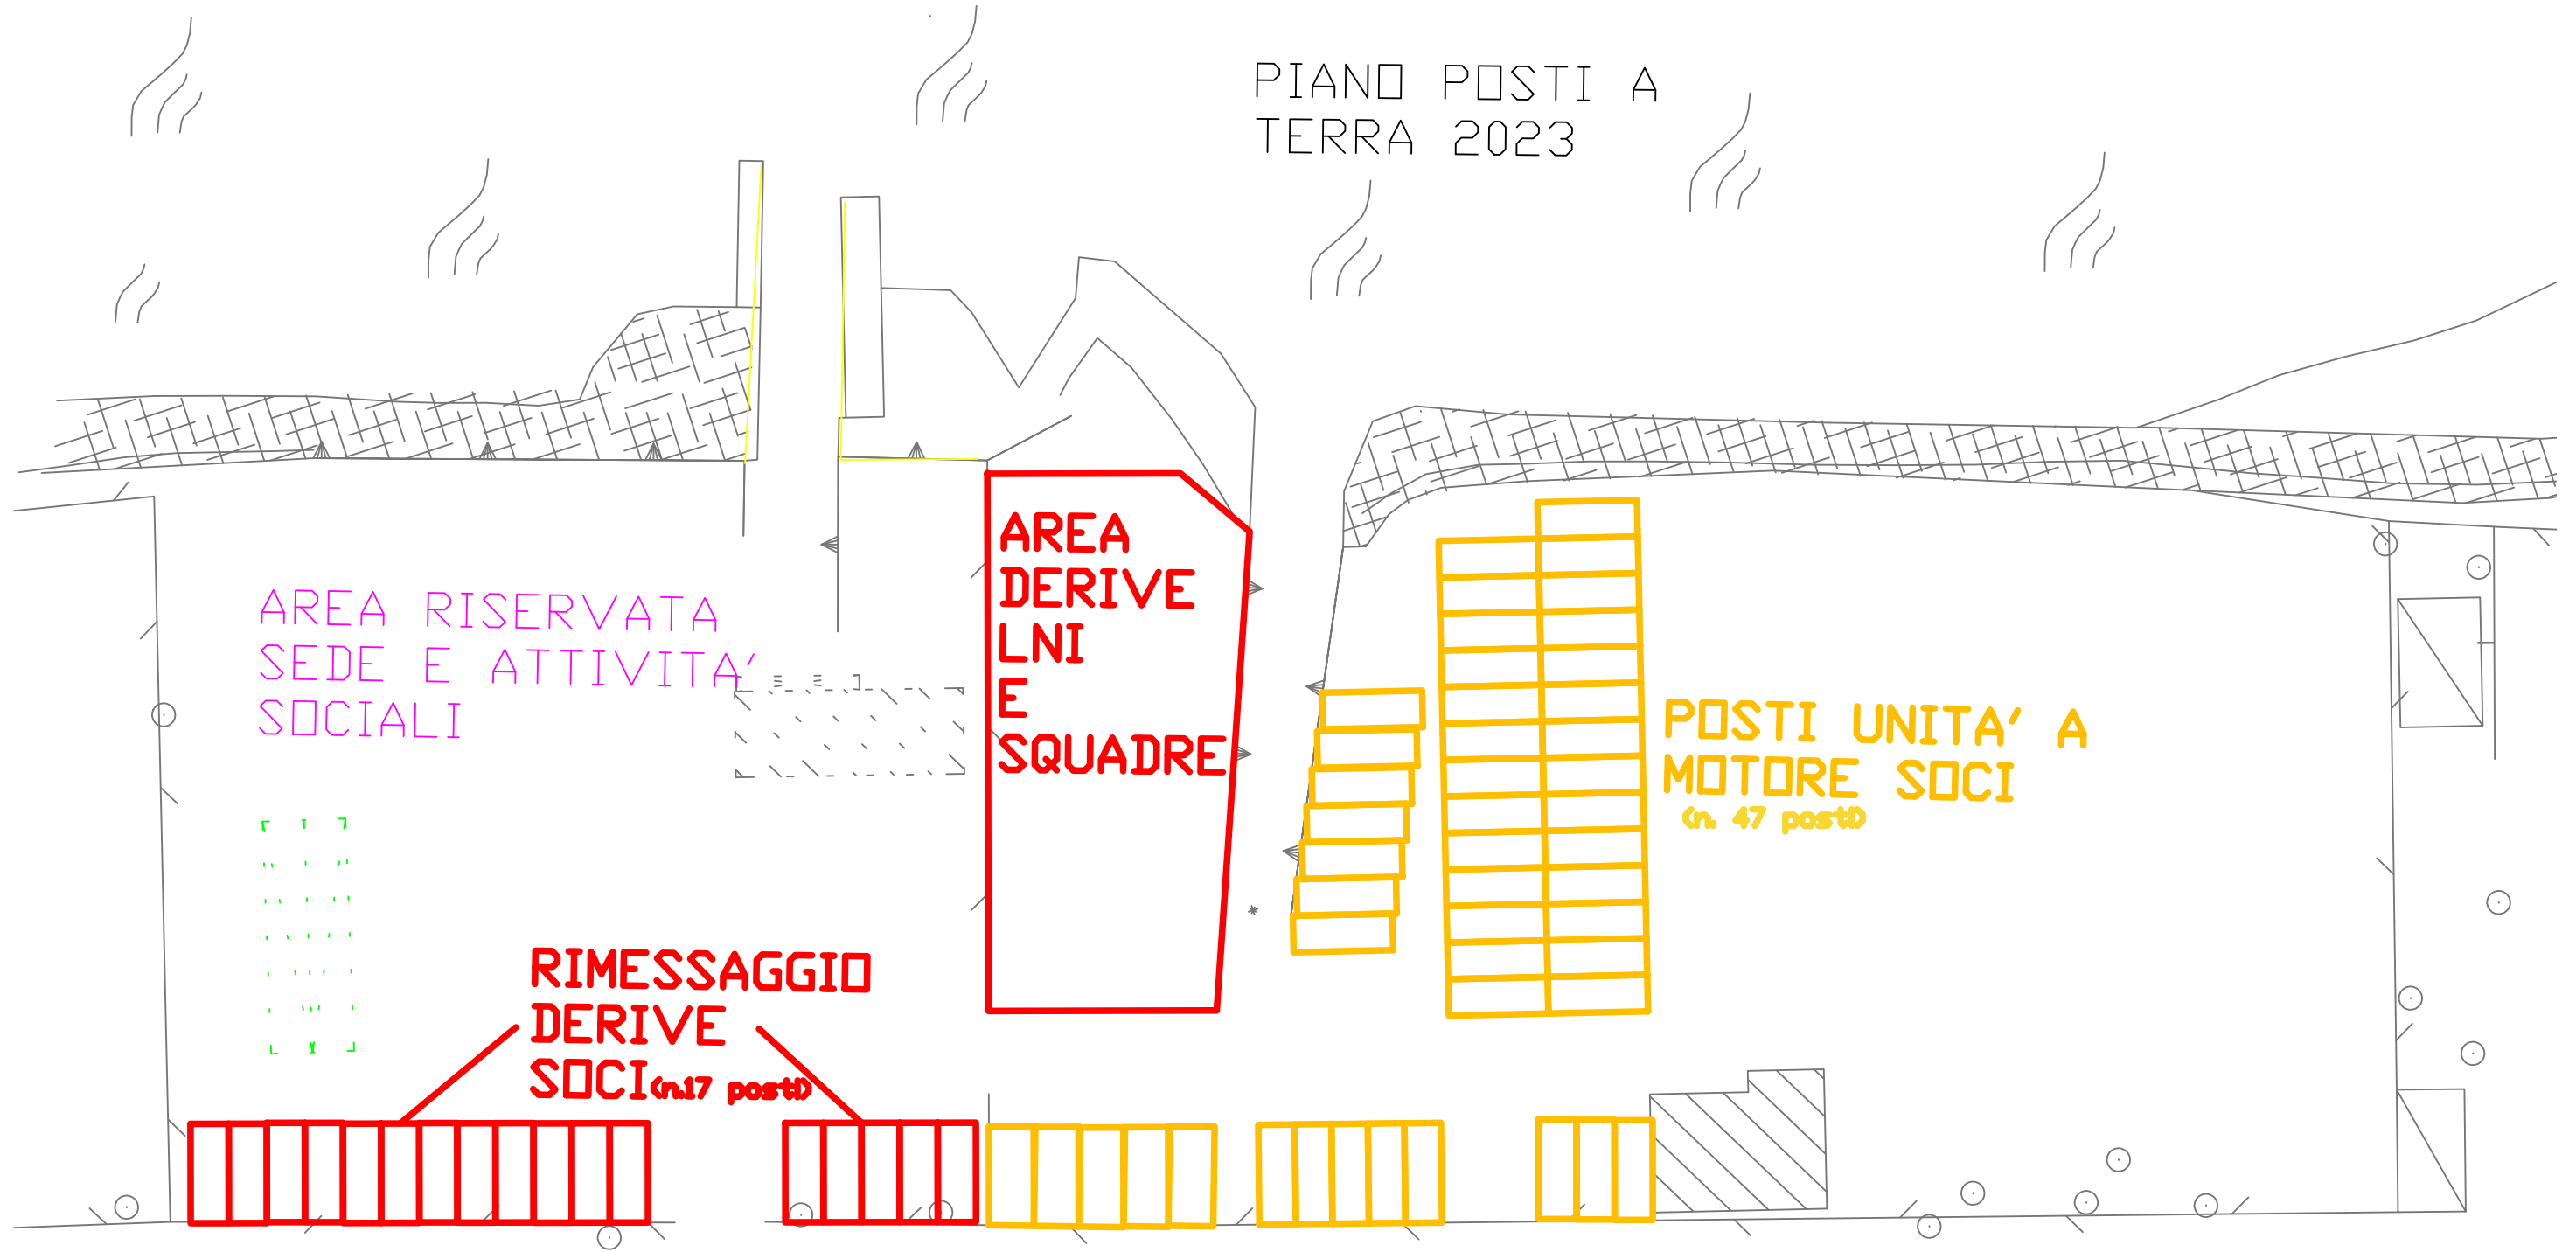 PIANO POSTI A
TERRA 2023
AREA RISERVATA
SEDE E ATTIVITA'
SOCIALI
AREA
DERIVE
LNI
E
SQUADRE
POSTI UNITA' A
MOTORE SOCI
(n. 47 posti)
RIMESSAGGIO
DERIVE
SOCI(n.17 posti)